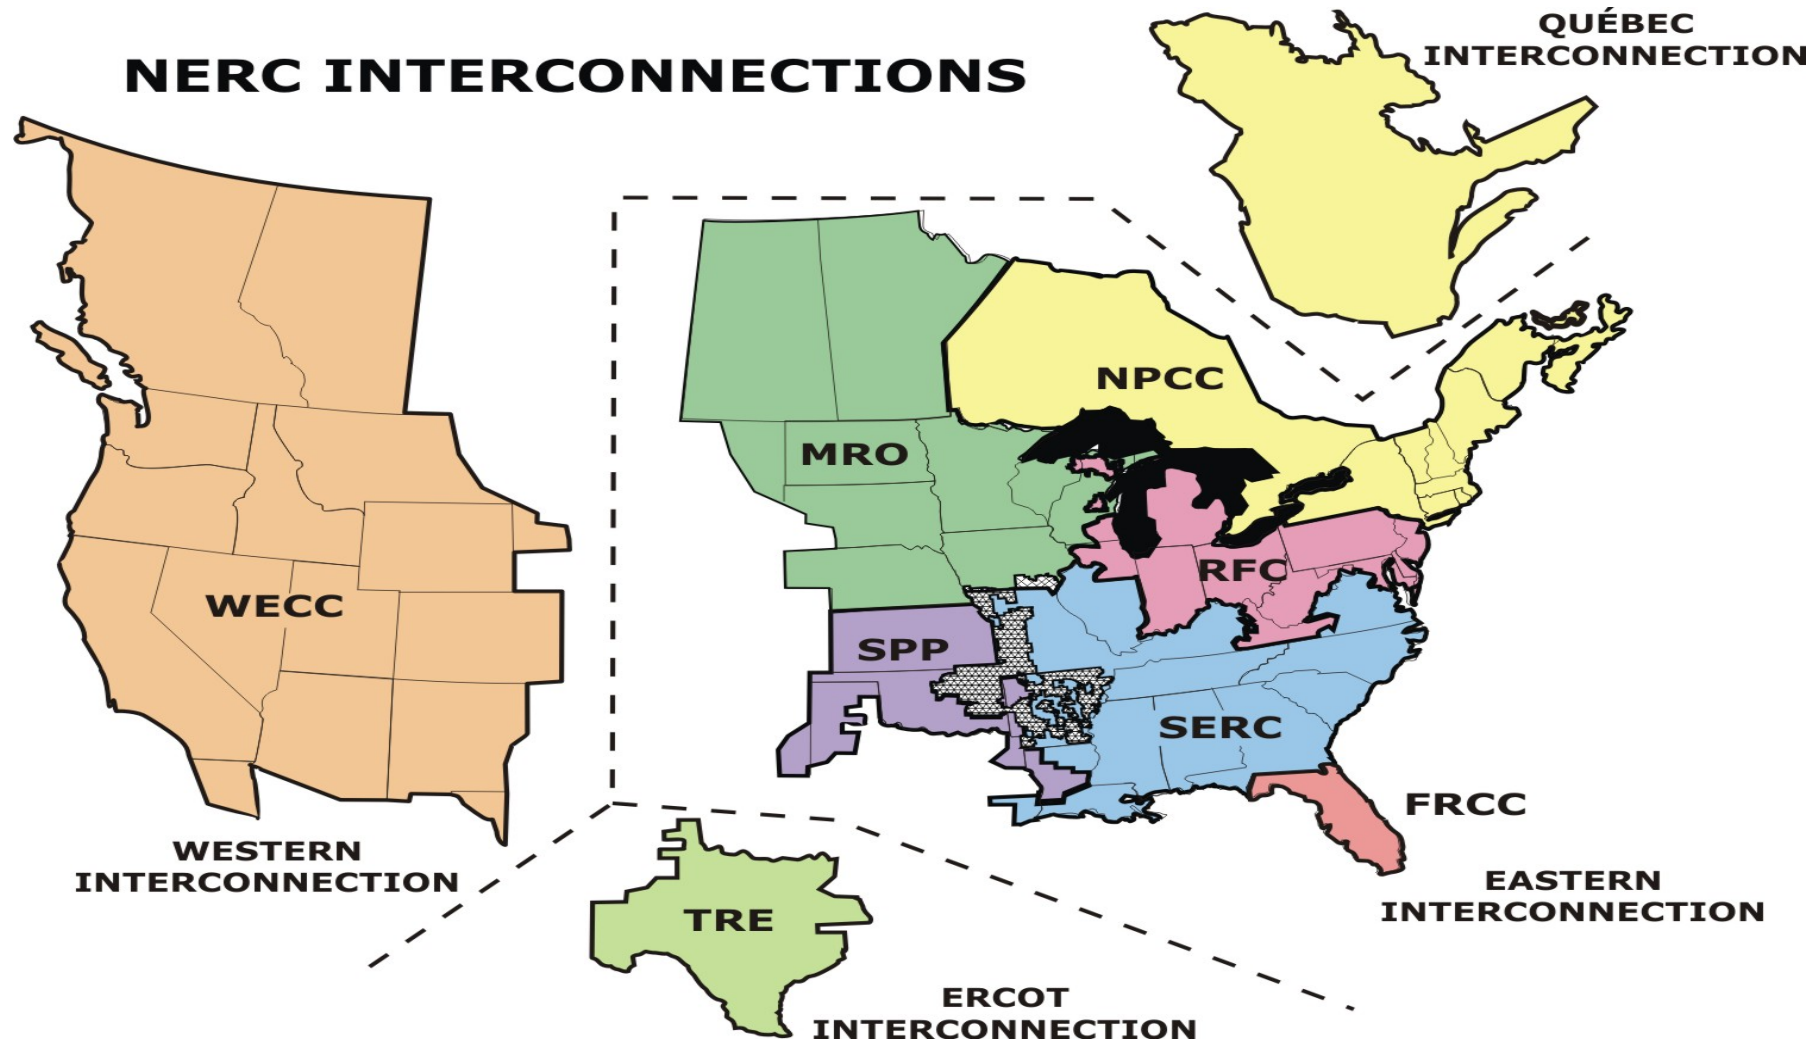 NERC INTERCONNECTIONS
QUÉBEC
INTERCONNECTION
NPCC
MRO
RFC
WECC
SPP
SERC
FRCC
WESTERN
INTERCONNECTION
EASTERN
INTERCONNECTION
TRE
ERCOT
INTERCONNECTION